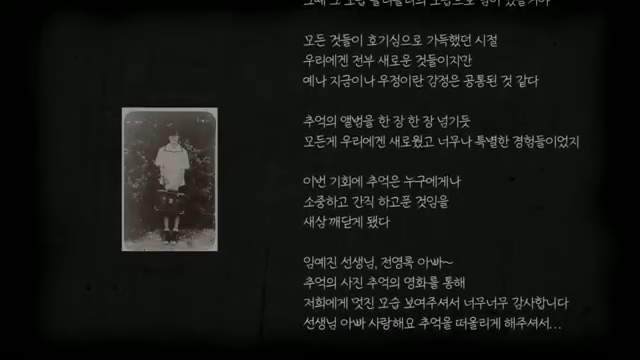 모든 것들이 호기심으로 가득했던 시절
우리에겐 전부 새로운 것들이지만
예나 지금이나 우정이란 감정은 공통된 것 같다
추억의 앨범을 한 장 한 장 넘기듯
모든게 우리에겐 새로웠고 너무나 특별한 경험들이었지
이번 기회에 추억은 누구에게나
소중하고 간직 하고푼 것임을
새삼 깨닫게 됐다
임예진 선생님, 전영록 아빠~
추억의 사진 추억의 영화를 통해
저희에게 멋진 모습 보여주셔서 너무너무 감사합니다
선생님 아빠 사랑해요 추억을 떠올리게 해주셔서...